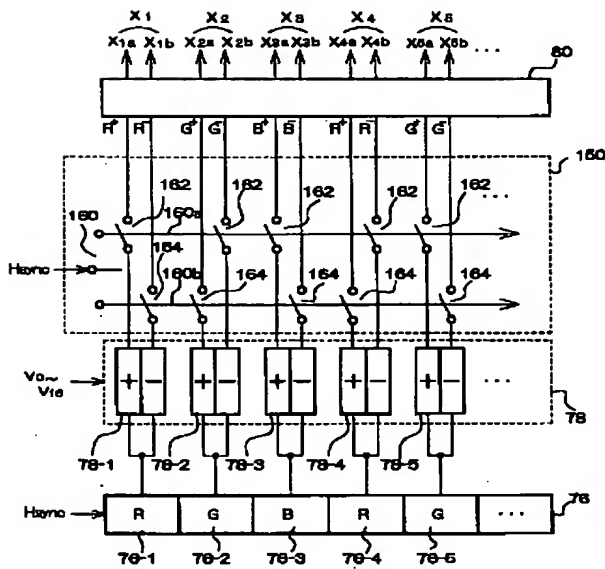 X1 X2 X3 X4 X5
X1a X1b X2a X2b X3a X3b X4a X4b X5a X5b ...
80
R+ R- G+ G- B+ B- R+ R- G+ G-
150
162 162 162 162 162 ...
160 160a
Hsync 164 160b 164 164 164 164
V0~V16
+ - + - + - + - + - ...
78
78-1 78-2 78-3 78-4 78-5
Hsync R G B R G ... 76
76-1 76-2 76-3 76-4 76-5